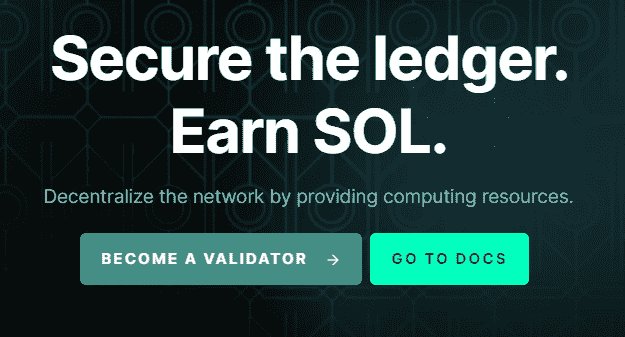 Secure the ledger.
Earn SOL.
Decentralize the network by providing computing resources.
BECOME A VALIDATOR →
GO TO DOCS